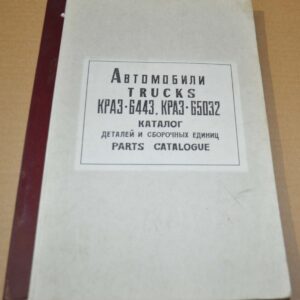 Автомобили
TRUCKS
КРАЗ-6443, КРАЗ-65032
КАТАЛОГ
ДЕТАЛЕЙ И СБОРОЧНЫХ ЕДИНИЦ
PARTS CATALOGUE